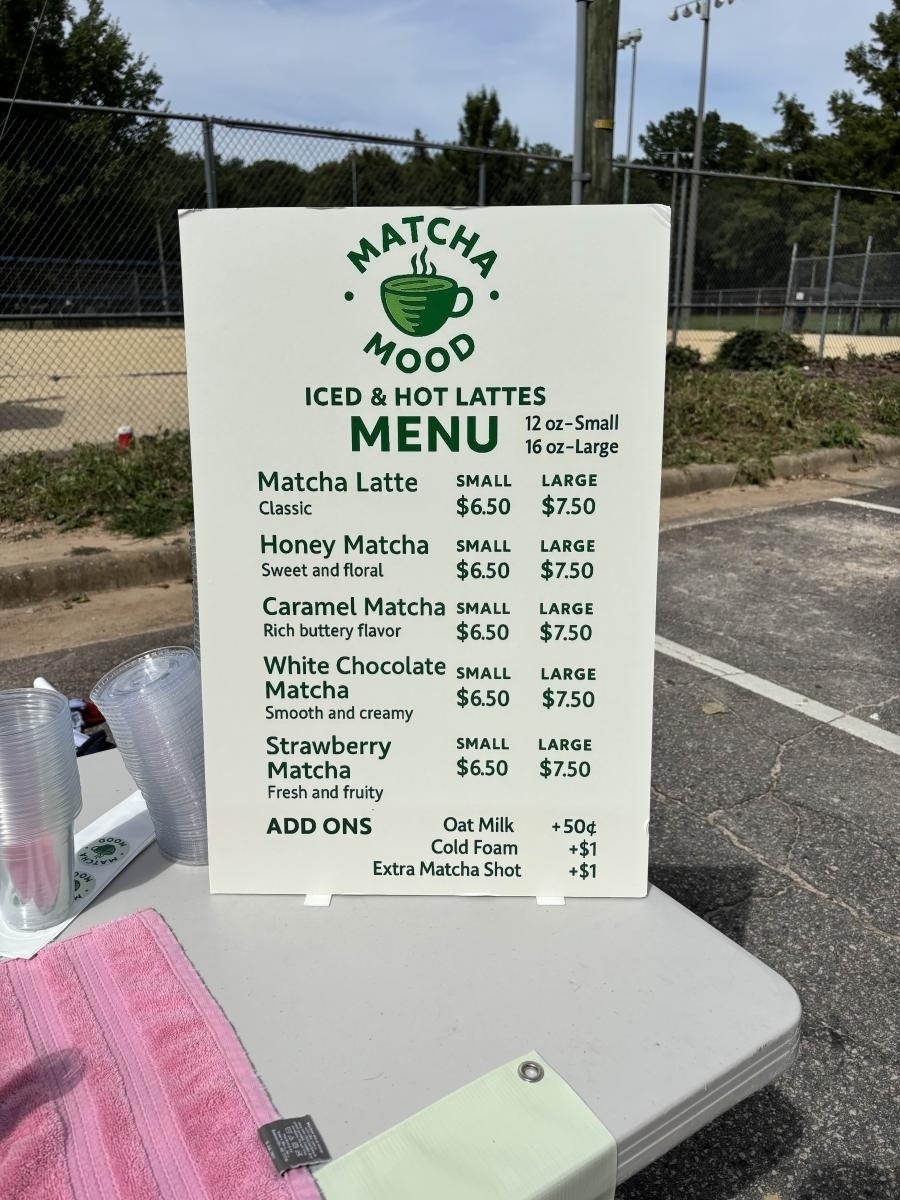 MATCHA
MOOD
ICED & HOT LATTES
MENU
12 oz–Small
16 oz–Large
Matcha Latte SMALL LARGE
Classic $6.50 $7.50
Honey Matcha SMALL LARGE
Sweet and floral $6.50 $7.50
Caramel Matcha SMALL LARGE
Rich buttery flavor $6.50 $7.50
White Chocolate SMALL LARGE
Matcha $6.50 $7.50
Smooth and creamy
Strawberry SMALL LARGE
Matcha $6.50 $7.50
Fresh and fruity
ADD ONS Oat Milk +50¢
Cold Foam +$1
Extra Matcha Shot +$1
MATCHA
MOOD